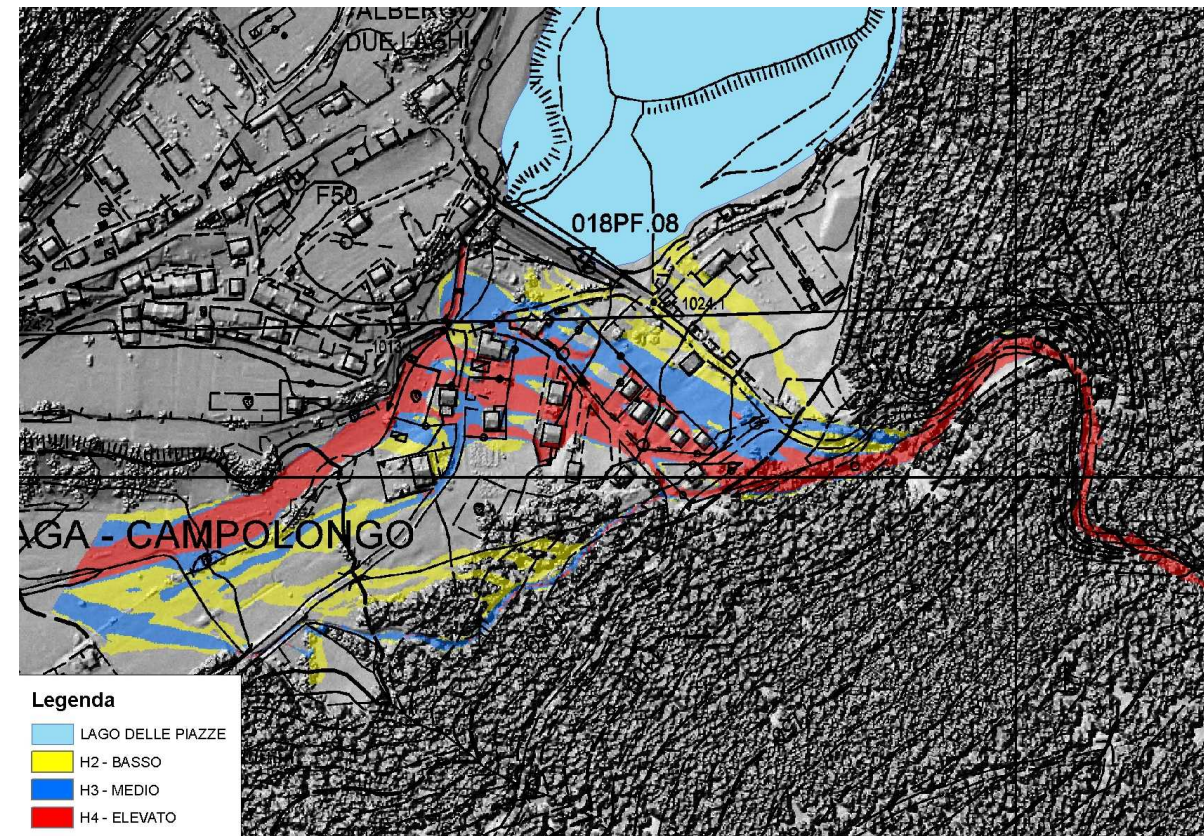 ALBERGO
DUE LAGHI
F50
018PF.08
1024.1
1013
AGA - CAMPOLONGO
Legenda
LAGO DELLE PIAZZE
H2 - BASSO
H3 - MEDIO
H4 - ELEVATO